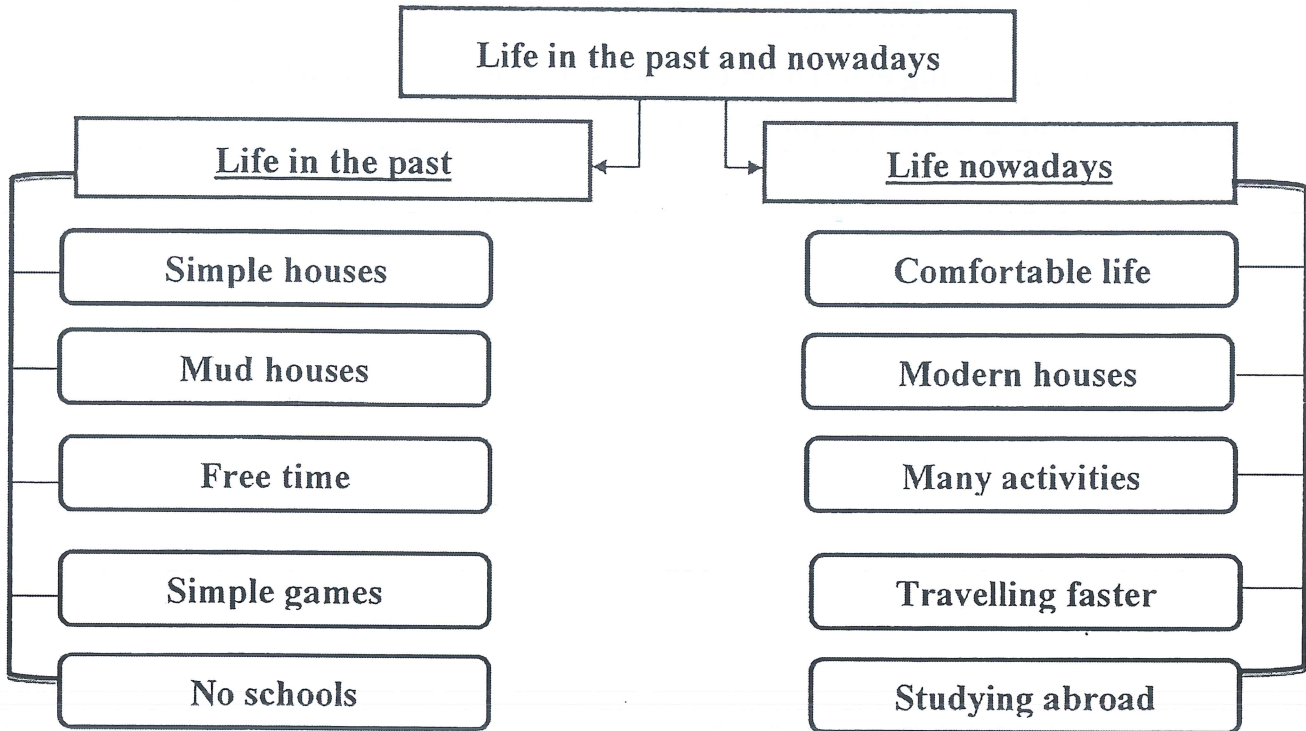 Life in the past and nowadays
Life in the past
Simple houses
Mud houses
Free time
Simple games
No schools
Life nowadays
Comfortable life
Modern houses
Many activities
Travelling faster
Studying abroad